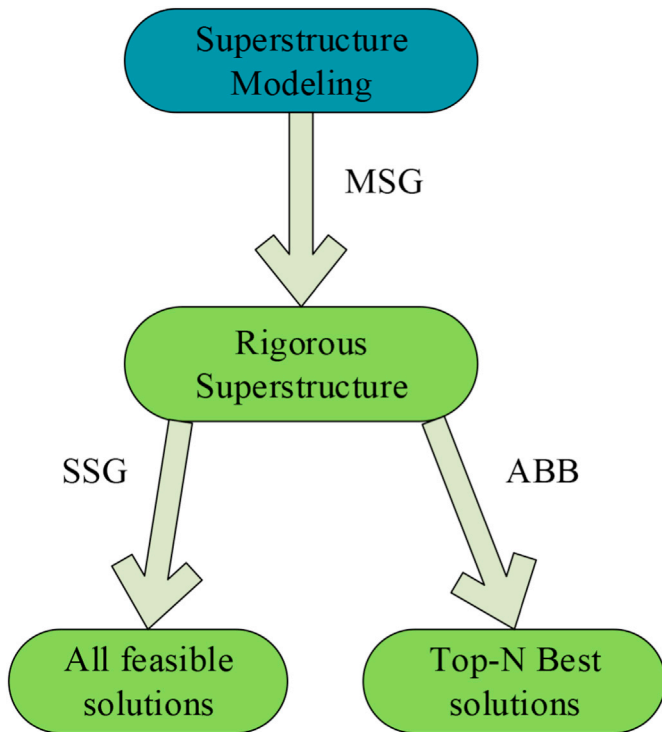 Superstructure
Modeling
MSG
Rigorous
Superstructure
SSG
ABB
All feasible
solutions
Top-N Best
solutions